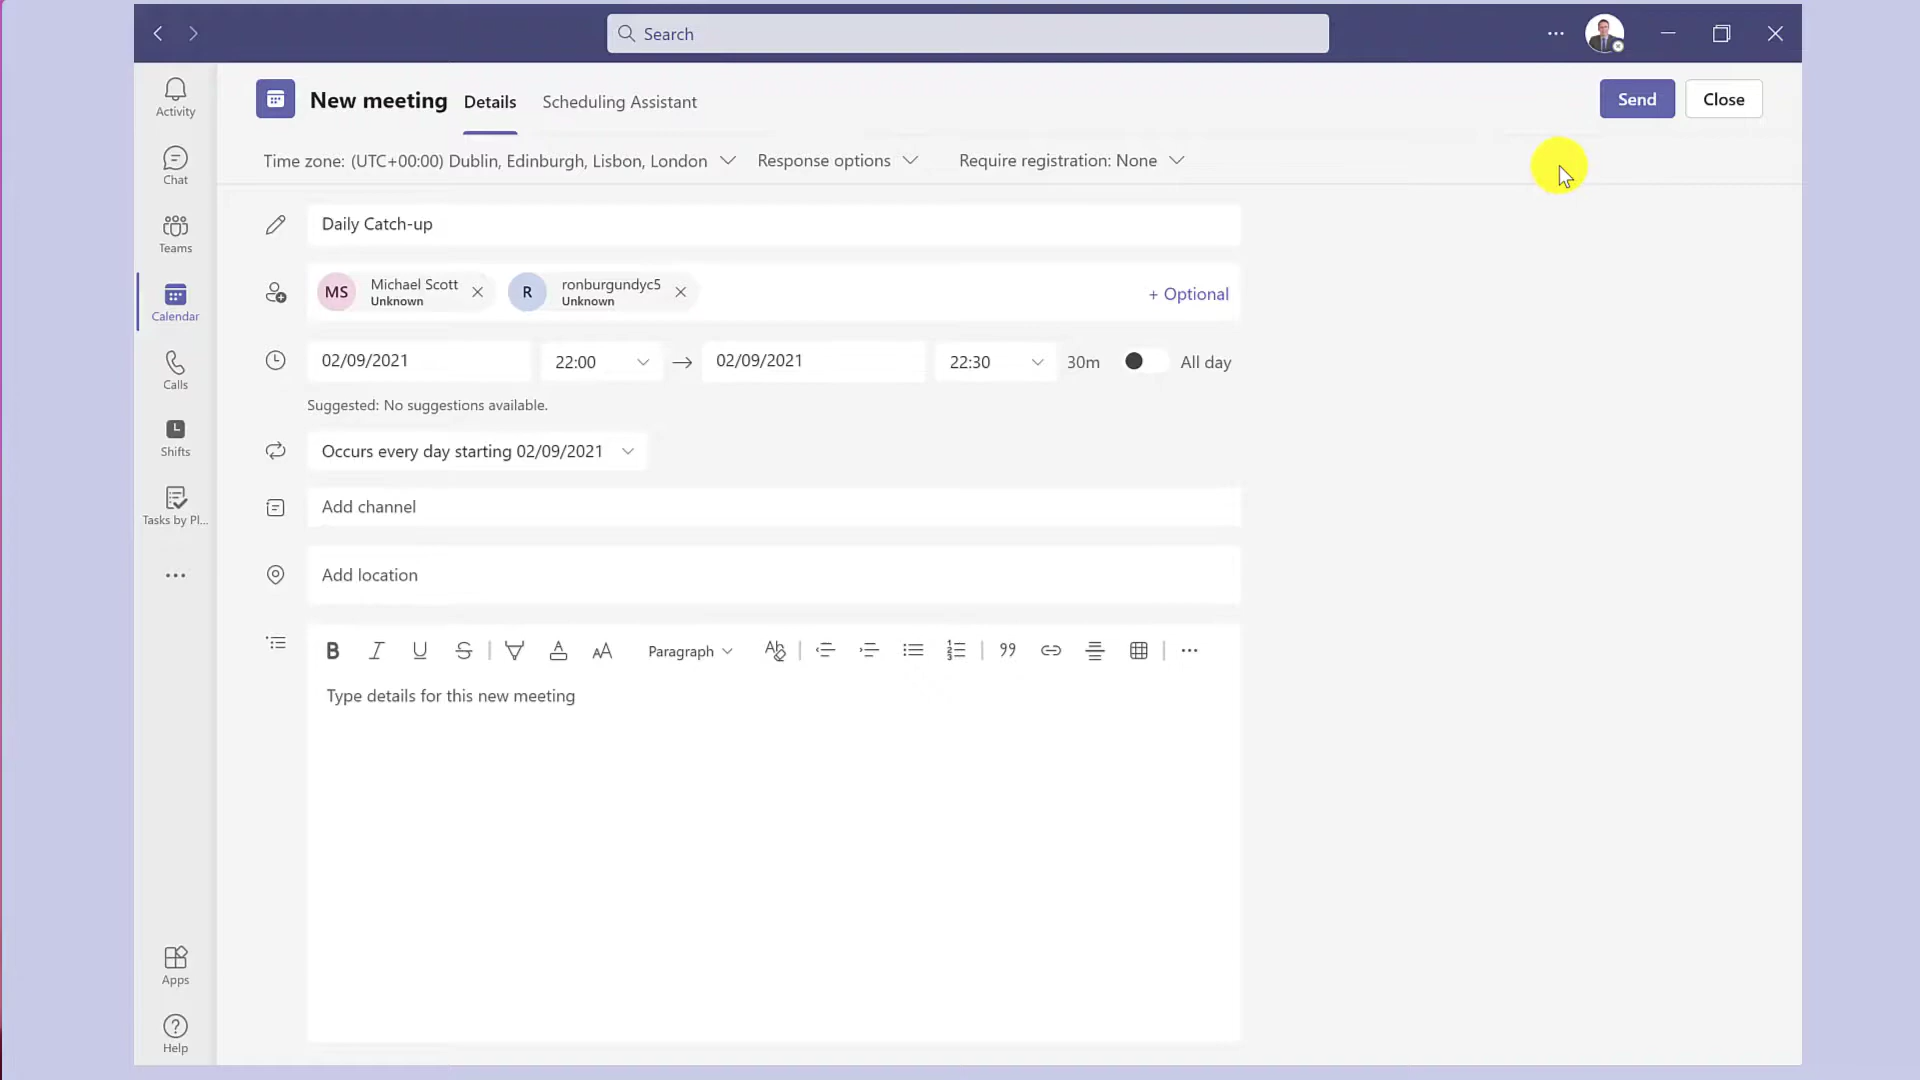 Search
Activity
Chat
Teams
Calendar
Calls
Shifts
Tasks by Pl...
Apps
Help
New meeting Details Scheduling Assistant Send Close
Time zone: (UTC+00:00) Dublin, Edinburgh, Lisbon, London Response options Require registration: None
Daily Catch-up
MS Michael Scott R ronburgundyc5
Unknown Unknown
+ Optional
02/09/2021 22:00 → 02/09/2021 22:30 30m All day
Suggested: No suggestions available.
Occurs every day starting 02/09/2021
Add channel
Add location
Paragraph
Type details for this new meeting